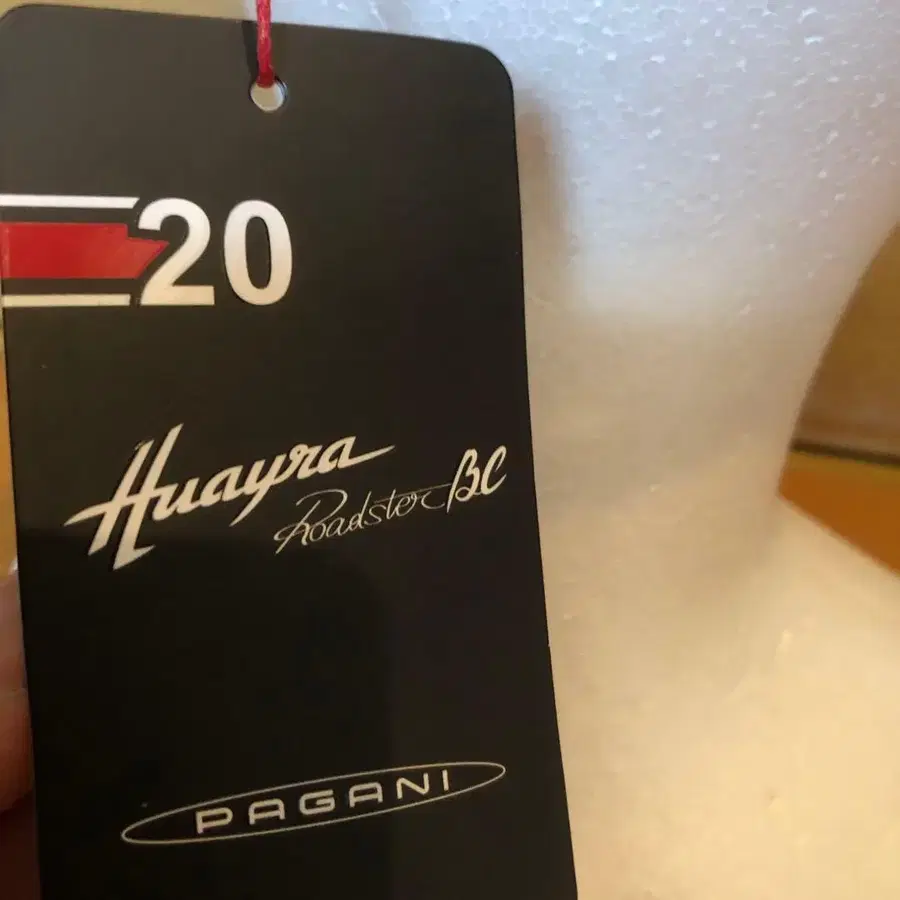 20
Huayra
Roadster BC
PAGANI